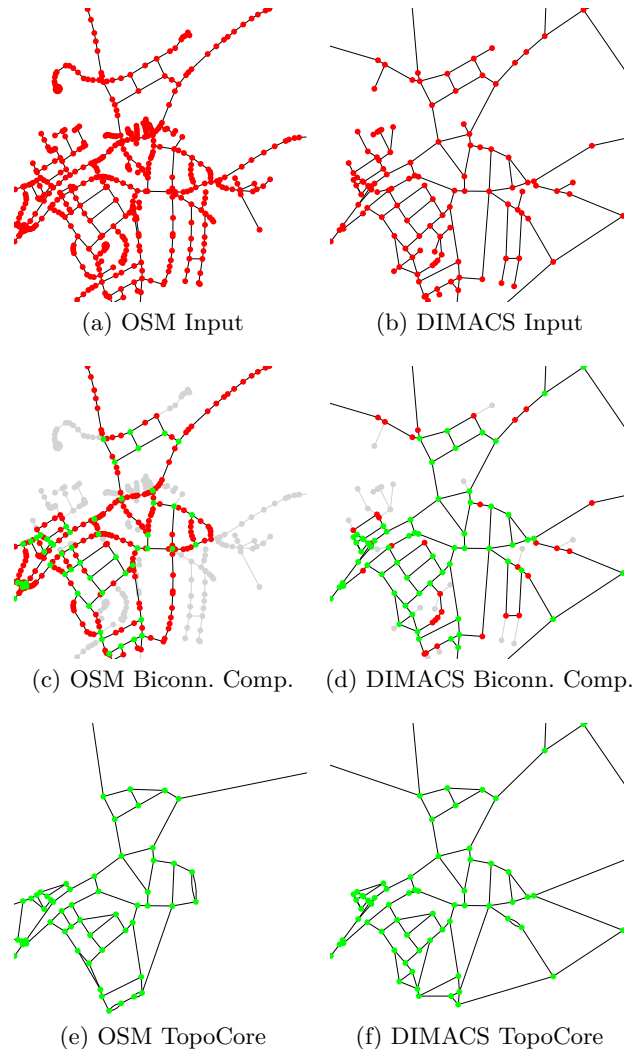 (a) OSM Input
(b) DIMACS Input
(c) OSM Biconn. Comp.
(d) DIMACS Biconn. Comp.
(e) OSM TopoCore
(f) DIMACS TopoCore